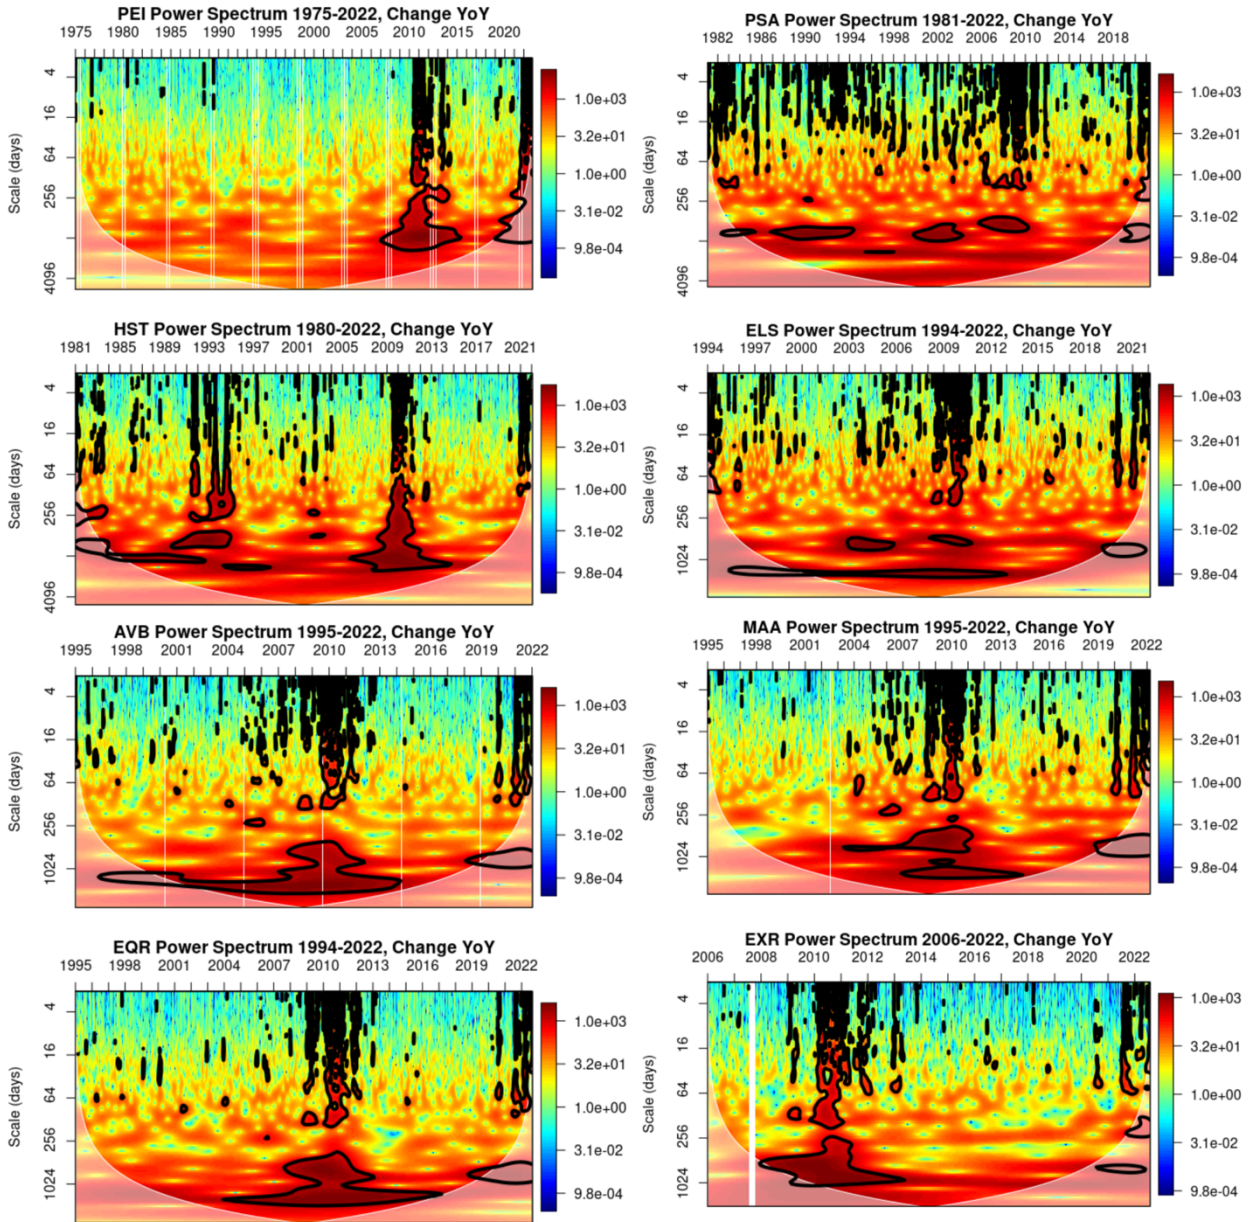 PEI Power Spectrum 1975-2022, Change YoY
1975 1980 1985 1990 1995 2000 2005 2010 2015 2020
Scale (days)
4
16
64
256
4096
1.0e+03
3.2e+01
1.0e+00
3.1e-02
9.8e-04
PSA Power Spectrum 1981-2022, Change YoY
1982 1986 1990 1994 1998 2002 2006 2010 2014 2018
Scale (days)
4
16
64
256
4096
1.0e+03
3.2e+01
1.0e+00
3.1e-02
9.8e-04
HST Power Spectrum 1980-2022, Change YoY
1981 1985 1989 1993 1997 2001 2005 2009 2013 2017 2021
Scale (days)
4
16
64
256
4096
1.0e+03
3.2e+01
1.0e+00
3.1e-02
9.8e-04
ELS Power Spectrum 1994-2022, Change YoY
1994 1997 2000 2003 2006 2009 2012 2015 2018 2021
Scale (days)
4
16
64
256
1024
1.0e+03
3.2e+01
1.0e+00
3.1e-02
9.8e-04
AVB Power Spectrum 1995-2022, Change YoY
1995 1998 2001 2004 2007 2010 2013 2016 2019 2022
Scale (days)
4
16
64
256
1024
1.0e+03
3.2e+01
1.0e+00
3.1e-02
9.8e-04
MAA Power Spectrum 1995-2022, Change YoY
1995 1998 2001 2004 2007 2010 2013 2016 2019 2022
Scale (days)
4
16
64
256
1024
1.0e+03
3.2e+01
1.0e+00
3.1e-02
9.8e-04
EQR Power Spectrum 1994-2022, Change YoY
1995 1998 2001 2004 2007 2010 2013 2016 2019 2022
Scale (days)
4
16
64
256
1024
1.0e+03
3.2e+01
1.0e+00
3.1e-02
9.8e-04
EXR Power Spectrum 2006-2022, Change YoY
2006 2008 2010 2012 2014 2016 2018 2020 2022
Scale (days)
4
16
64
256
1024
1.0e+03
3.2e+01
1.0e+00
3.1e-02
9.8e-04